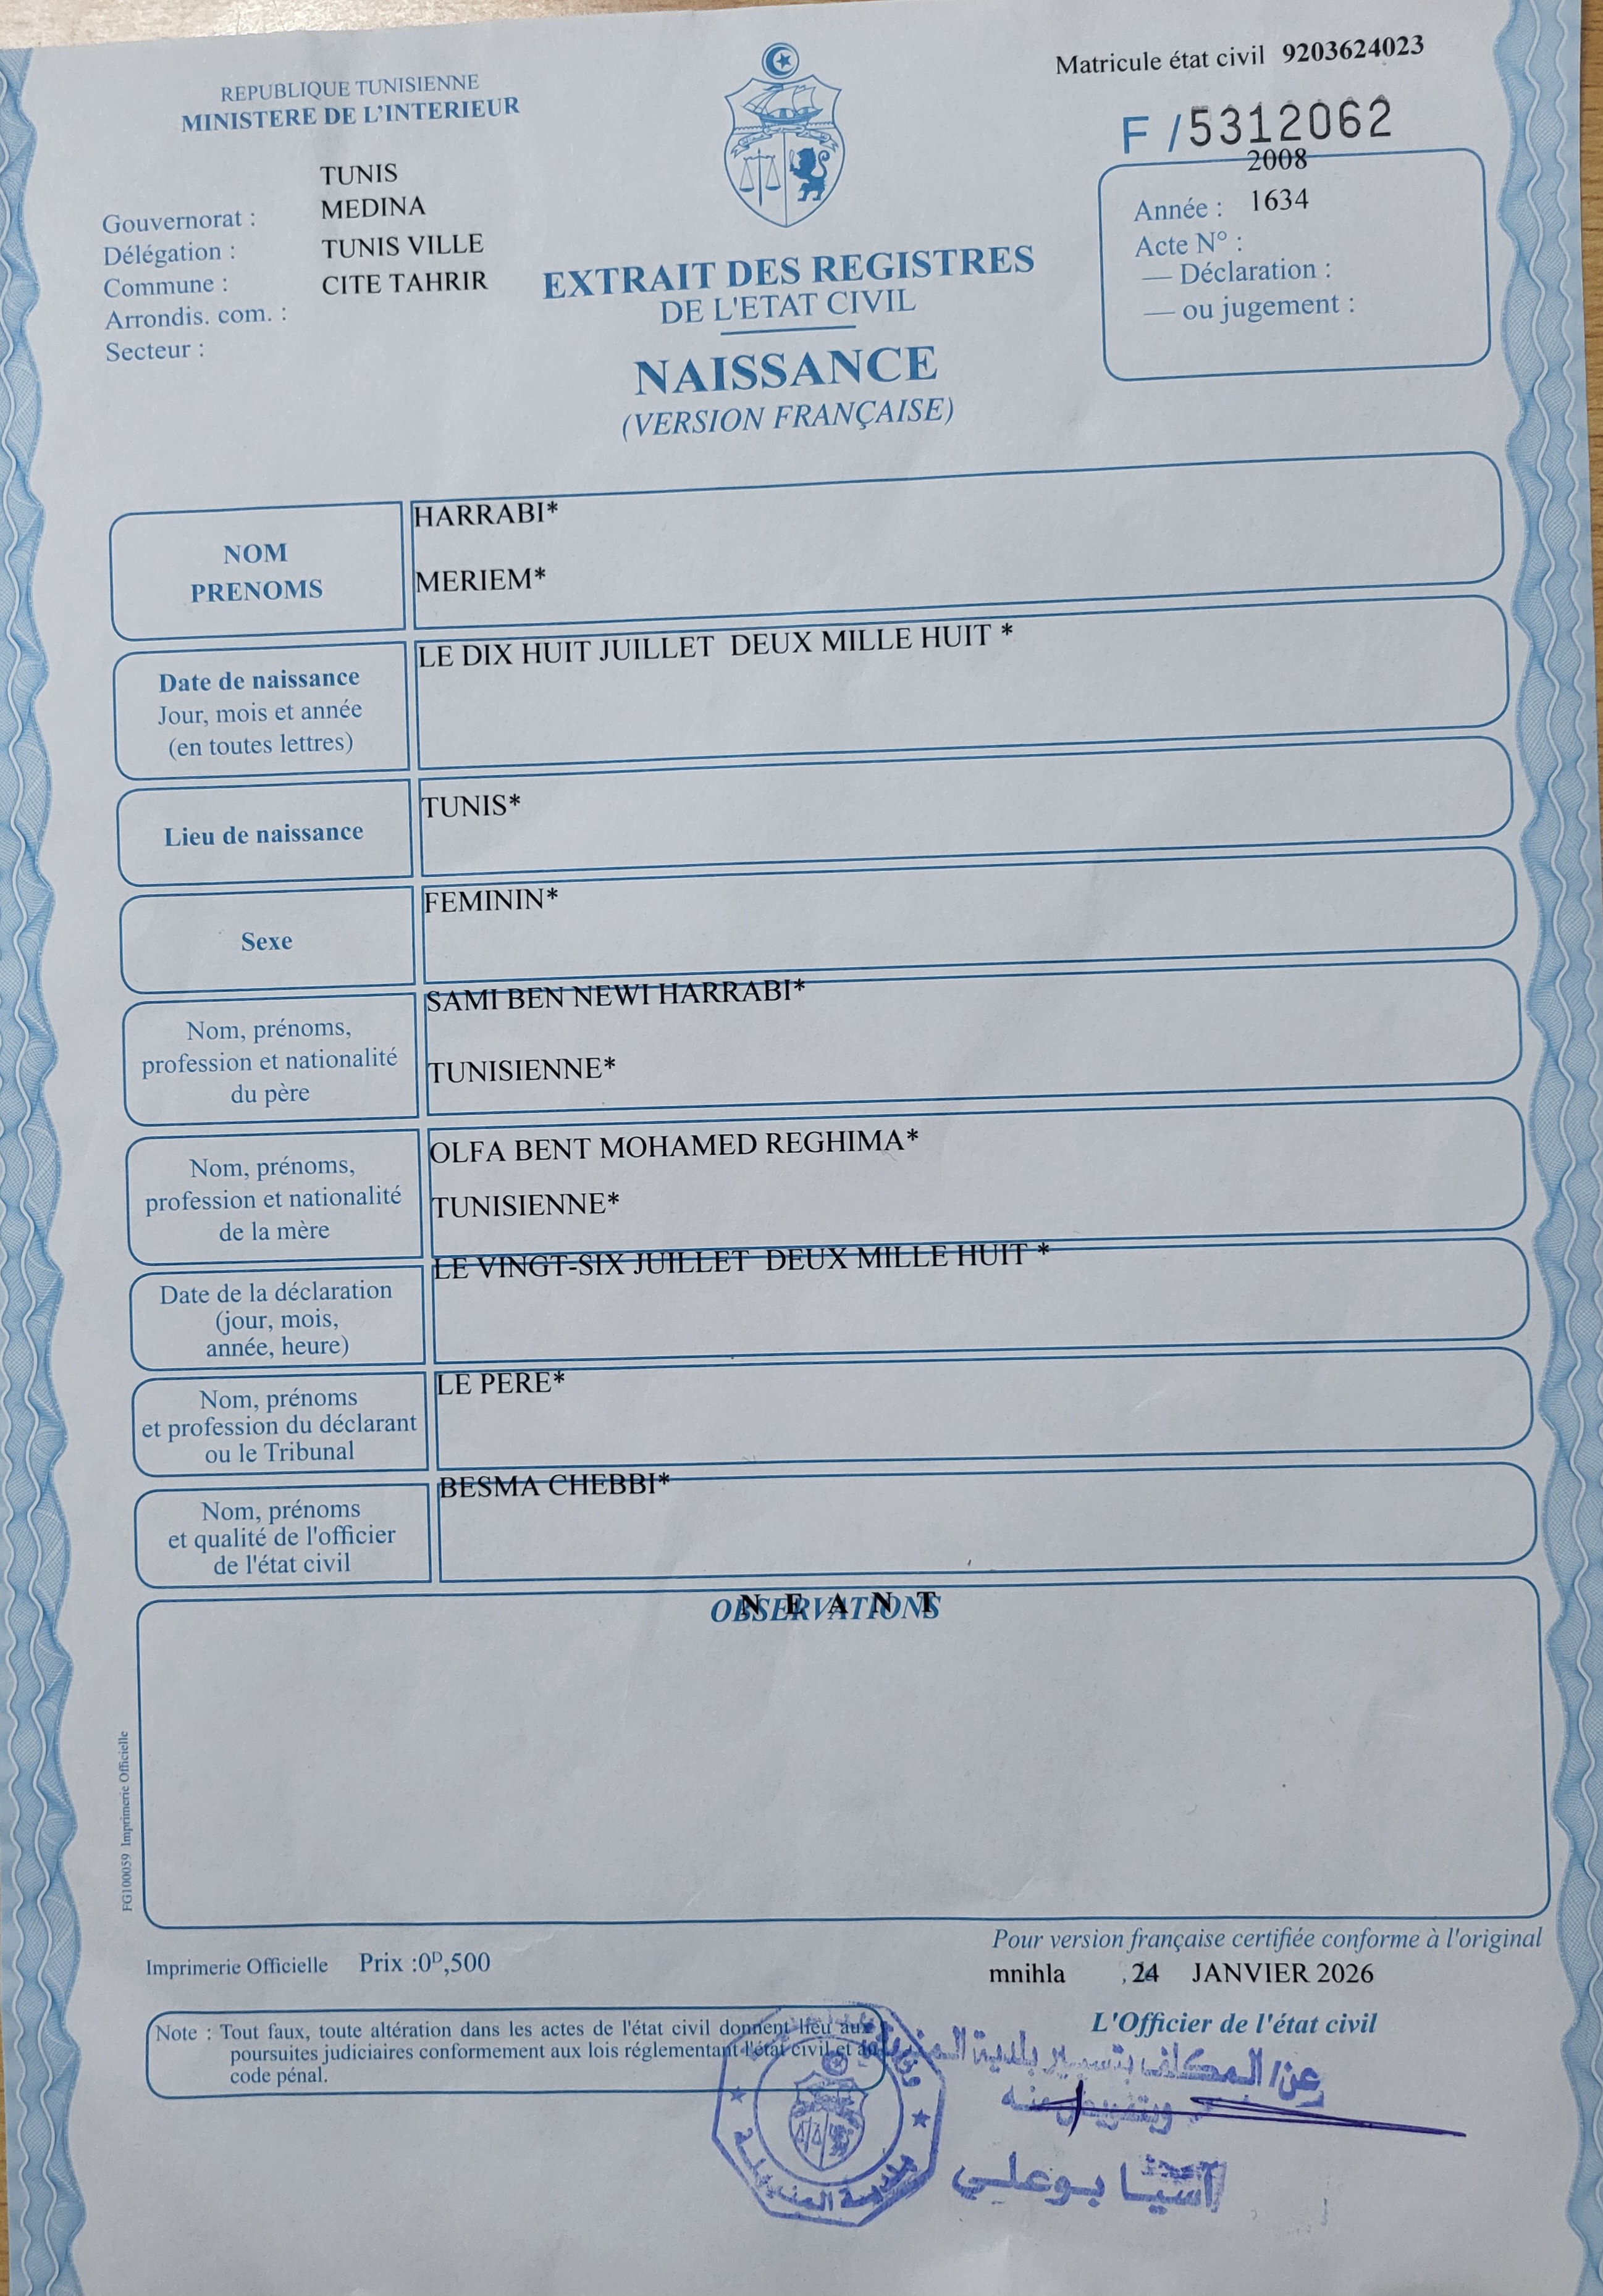 REPUBLIQUE TUNISIENNE
MINISTERE DE L'INTERIEUR
Matricule état civil 9203624023
F / 5312062
TUNIS
Gouvernorat : MEDINA
Délégation : TUNIS VILLE
Commune : CITE TAHRIR
Arrondis. com. :
Secteur :
2008
Année : 1634
Acte N° :
— Déclaration :
— ou jugement :
EXTRAIT DES REGISTRES
DE L'ETAT CIVIL
NAISSANCE
(VERSION FRANÇAISE)
NOM
PRENOMS
HARRABI*
MERIEM*
Date de naissance
Jour, mois et année
(en toutes lettres)
LE DIX HUIT JUILLET DEUX MILLE HUIT *
Lieu de naissance
TUNIS*
Sexe
FEMININ*
Nom, prénoms,
profession et nationalité
du père
SAMI BEN NEWI HARRABI*
TUNISIENNE*
Nom, prénoms,
profession et nationalité
de la mère
OLFA BENT MOHAMED REGHIMA*
TUNISIENNE*
Date de la déclaration
(jour, mois,
année, heure)
LE VINGT-SIX JUILLET DEUX MILLE HUIT *
Nom, prénoms
et profession du déclarant
ou le Tribunal
LE PERE*
Nom, prénoms
et qualité de l'officier
de l'état civil
BESMA CHEBBI*
OBSERVATIONS
N E A N T
FG100059 Imprimerie Officielle
Imprimerie Officielle Prix :0D,500
Pour version française certifiée conforme à l'original
mnihla ,24 JANVIER 2026
L'Officier de l'état civil
Note : Tout faux, toute altération dans les actes de l'état civil donnent lieu aux
poursuites judiciaires conformement aux lois réglementant l'état civil et au
code pénal.
عن/ المكلف بتسيير بلدية
وبتفويض منه
آسيا بوعلي